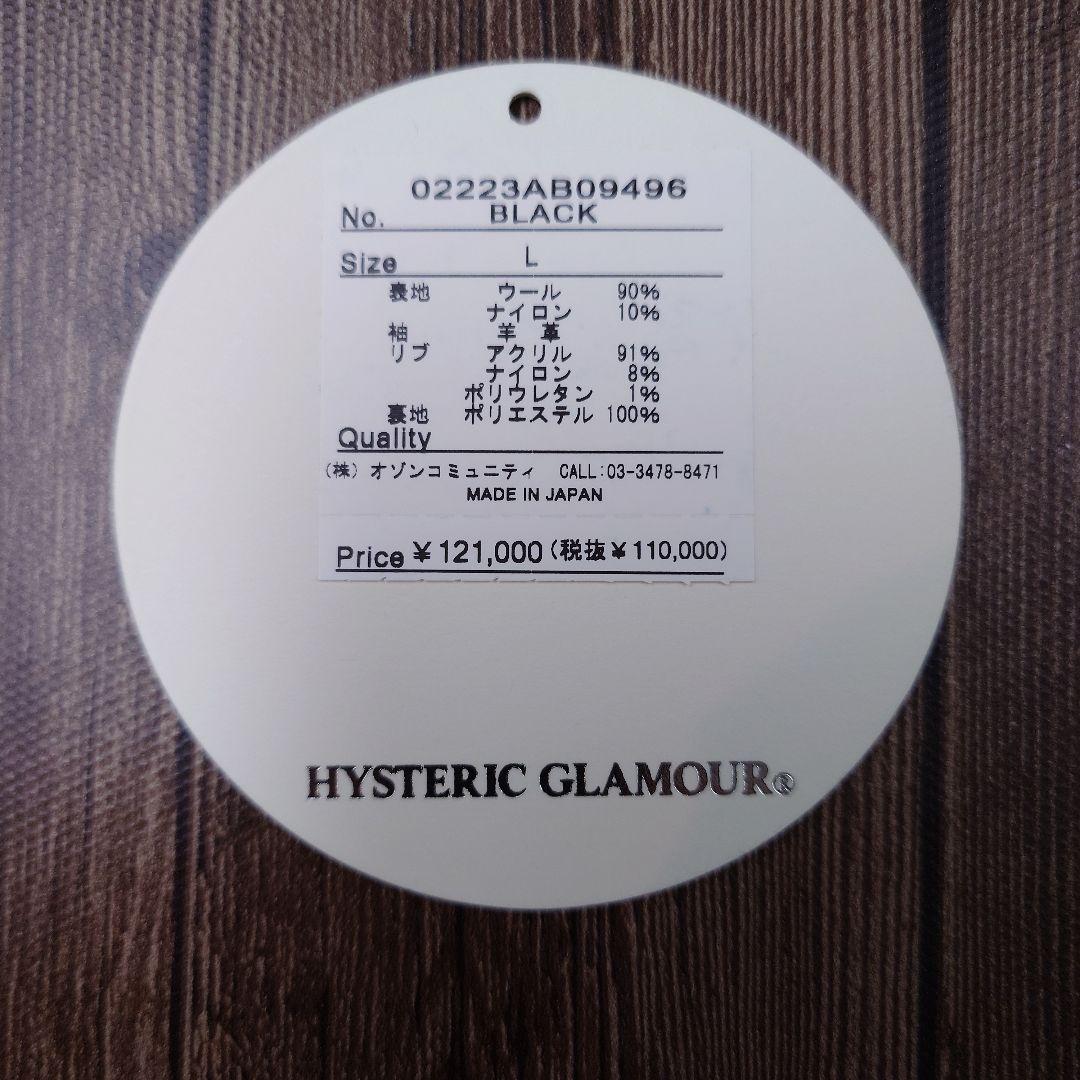 02223AB09496
No. BLACK
Size L
表地 ウール 90%
ナイロン 10%
袖 羊 革
リブ アクリル 91%
ナイロン 8%
ポリウレタン 1%
裏地 ポリエステル 100%
Quality
(株) オゾンコミュニティ CALL:03-3478-8471
MADE IN JAPAN
Price ¥121,000(税抜¥110,000)
HYSTERIC GLAMOUR®